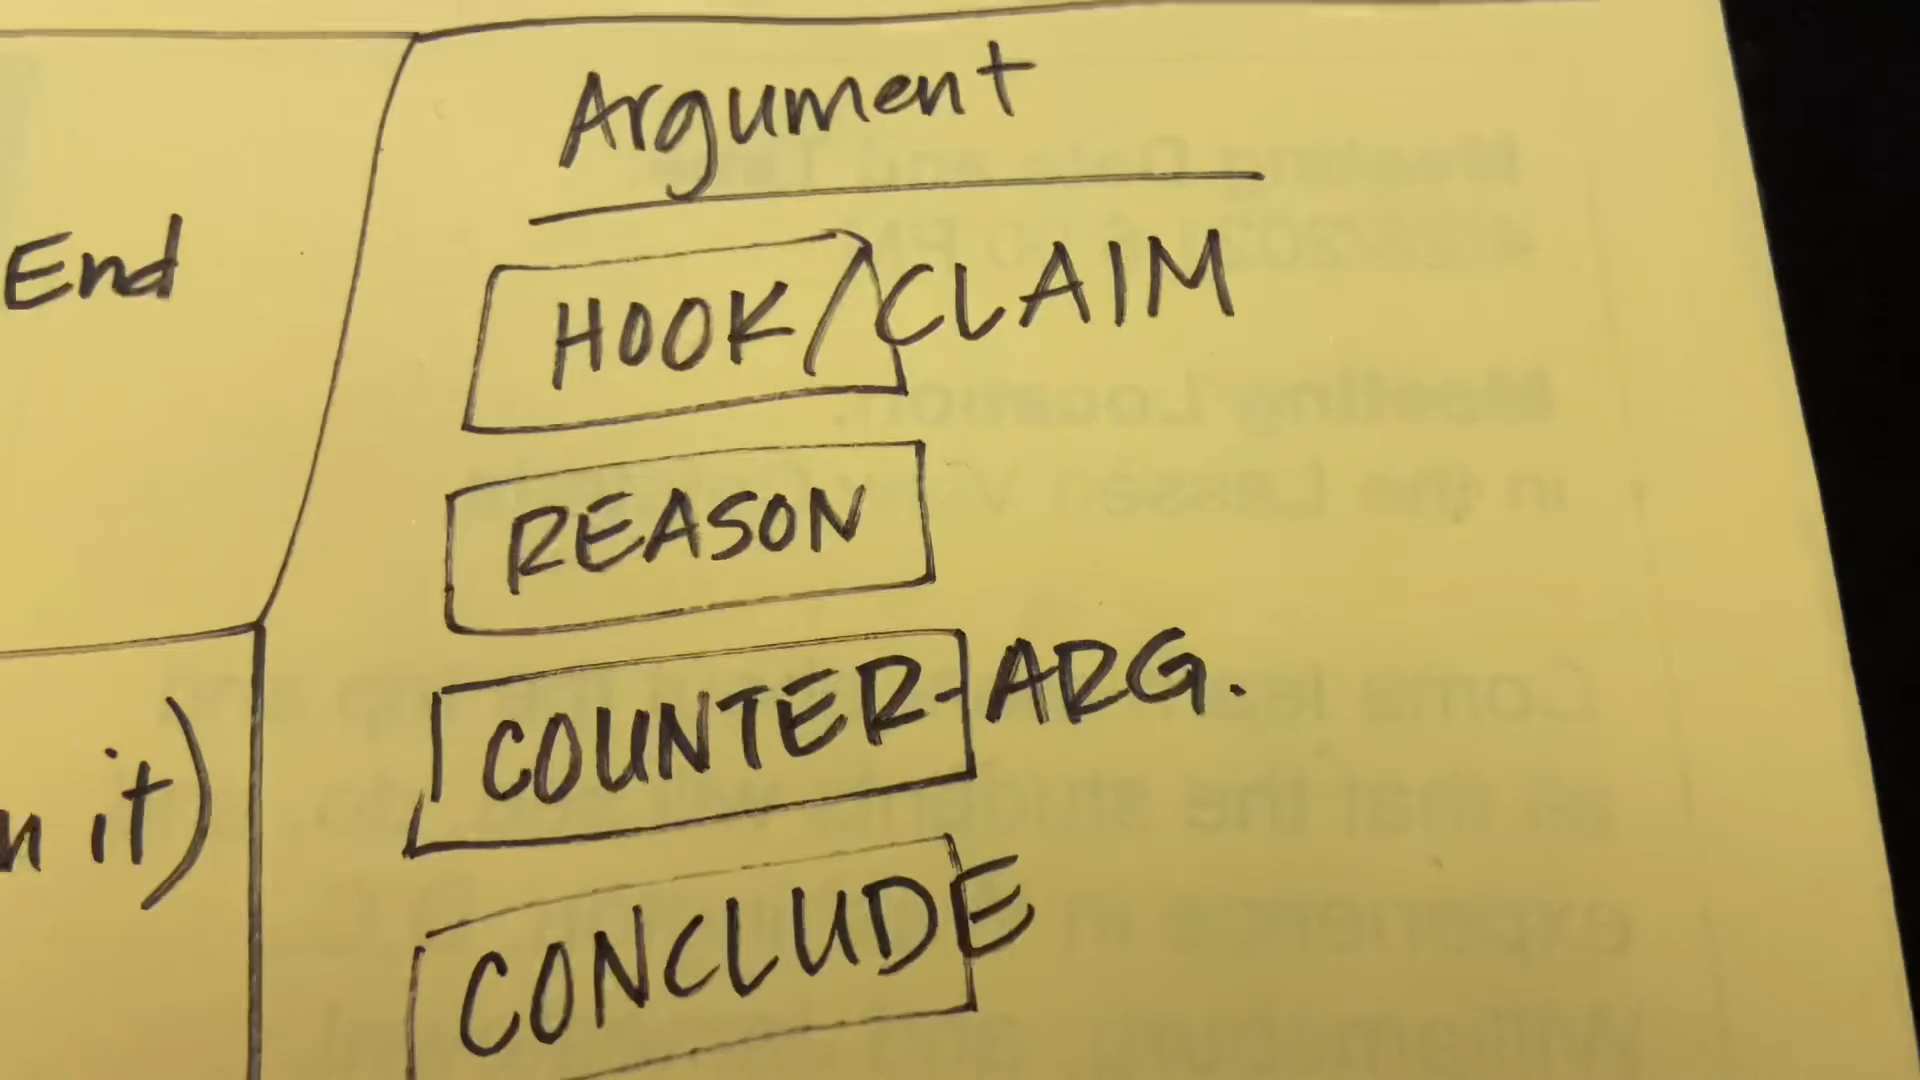 Argument
End
HOOK/CLAIM
REASON
COUNTER-ARG.
it)
CONCLUDE